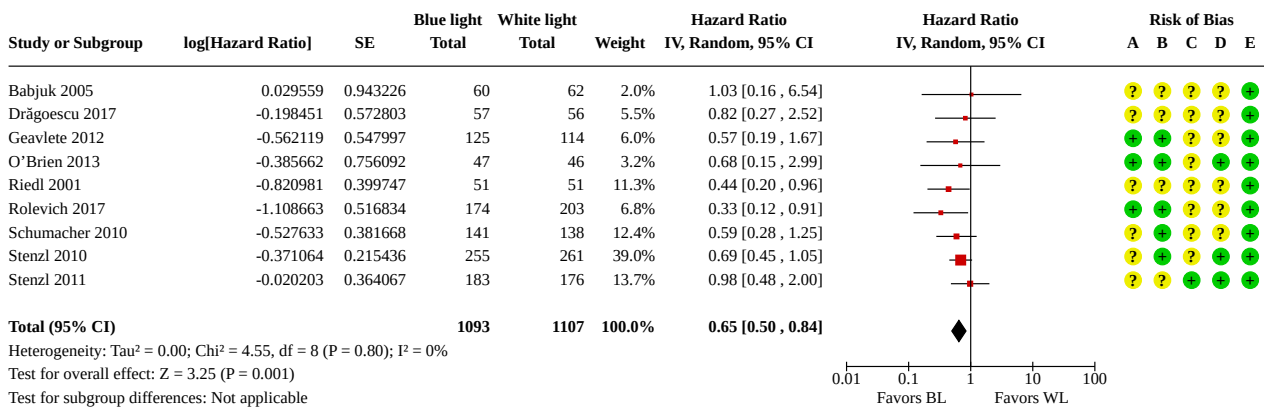 Blue light White light Hazard Ratio Hazard Ratio Risk of Bias
Study or Subgroup log[Hazard Ratio] SE Total Total Weight IV, Random, 95% CI IV, Random, 95% CI A B C D E
Babjuk 2005 0.029559 0.943226 60 62 2.0% 1.03 [0.16 , 6.54] ? ? ? ? +
Drăgoescu 2017 -0.198451 0.572803 57 56 5.5% 0.82 [0.27 , 2.52] ? ? ? ? +
Geavlete 2012 -0.562119 0.547997 125 114 6.0% 0.57 [0.19 , 1.67] + + ? ? +
O’Brien 2013 -0.385662 0.756092 47 46 3.2% 0.68 [0.15 , 2.99] + + ? + +
Riedl 2001 -0.820981 0.399747 51 51 11.3% 0.44 [0.20 , 0.96] ? ? ? ? +
Rolevich 2017 -1.108663 0.516834 174 203 6.8% 0.33 [0.12 , 0.91] + + ? ? +
Schumacher 2010 -0.527633 0.381668 141 138 12.4% 0.59 [0.28 , 1.25] ? + ? ? +
Stenzl 2010 -0.371064 0.215436 255 261 39.0% 0.69 [0.45 , 1.05] ? + ? + +
Stenzl 2011 -0.020203 0.364067 183 176 13.7% 0.98 [0.48 , 2.00] ? ? + + +
Total (95% CI) 1093 1107 100.0% 0.65 [0.50 , 0.84]
Heterogeneity: Tau² = 0.00; Chi² = 4.55, df = 8 (P = 0.80); I² = 0%
Test for overall effect: Z = 3.25 (P = 0.001) 0.01 0.1 1 10 100
Test for subgroup differences: Not applicable Favors BL Favors WL